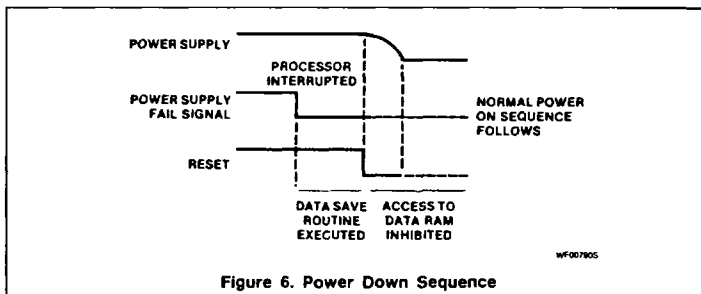 POWER SUPPLY
PROCESSOR
INTERRUPTED
POWER SUPPLY
FAIL SIGNAL
NORMAL POWER
ON SEQUENCE
FOLLOWS
RESET
DATA SAVE
ROUTINE
EXECUTED
ACCESS TO
DATA RAM
INHIBITED
WF00790S
Figure 6. Power Down Sequence